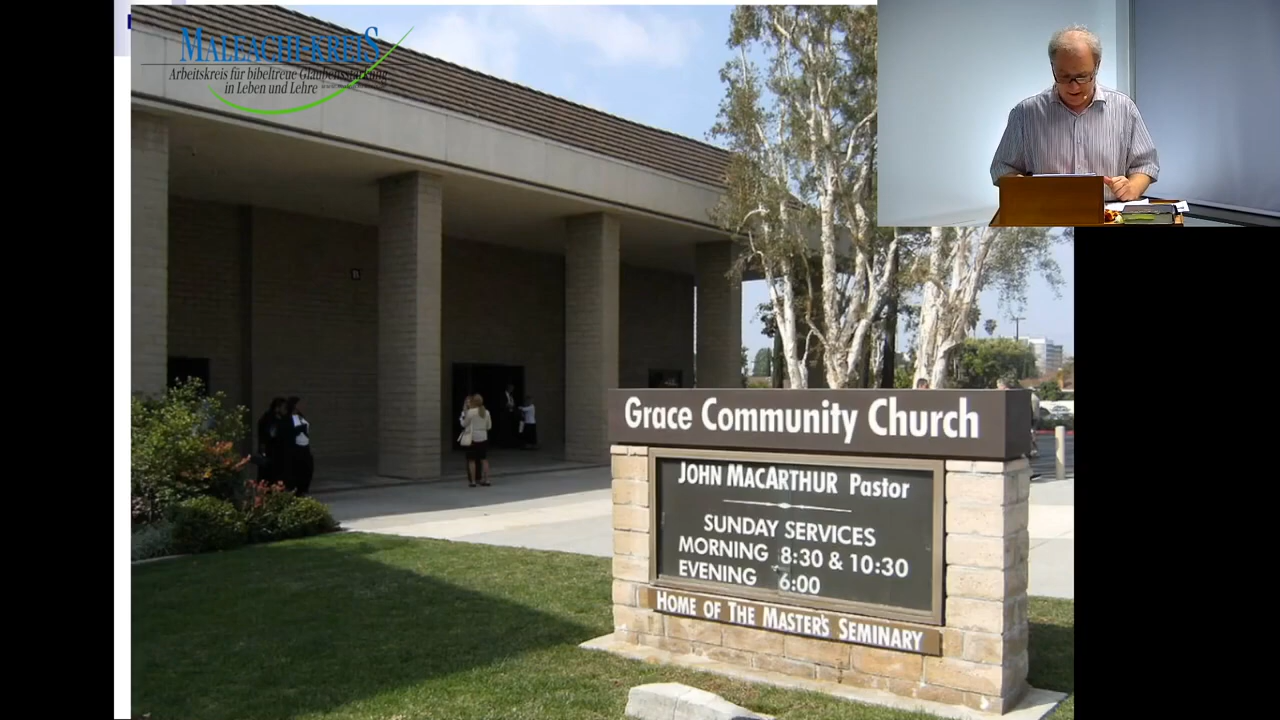 MALEACHI-KREIS
Arbeitskreis für bibeltreue Glaubensstärkung
in Leben und Lehre
Grace Community Church
JOHN MACARTHUR Pastor
SUNDAY SERVICES
MORNING 8:30 & 10:30
EVENING 6:00
HOME OF THE MASTER'S SEMINARY